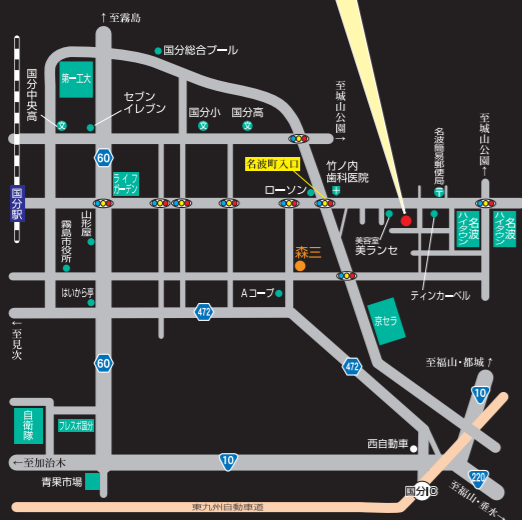 ↑至霧島
国分総合プール
第一工大
国分中央高
セブン
イレブン
文
国分小
文
国分高
文
至城山公園→
至城山公園↑
60
名波町入口
竹ノ内
歯科医院
名波簡易郵便局
〒
ライフ
ガーデン
ローソン
国分駅
山形屋
霧島市役所
森三
美容室
美ランセ
名波
ハイタウン
名波
ハイタウン
はいから亭
Aコープ
ティンカーベル
472
京セラ
←至見次
60
472
至福山・都城↑
10
自衛隊
フレスポ国分
西自動車
←至加治木
10
220
青果市場
国分IC
至福山・垂水→
東九州自動車道